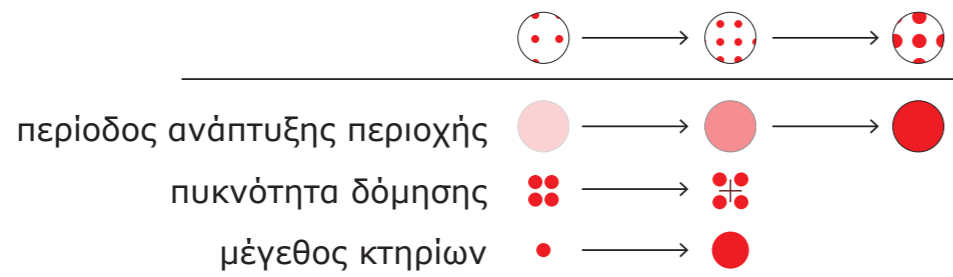 περίοδος ανάπτυξης περιοχής
πυκνότητα δόμησης
μέγεθος κτηρίων